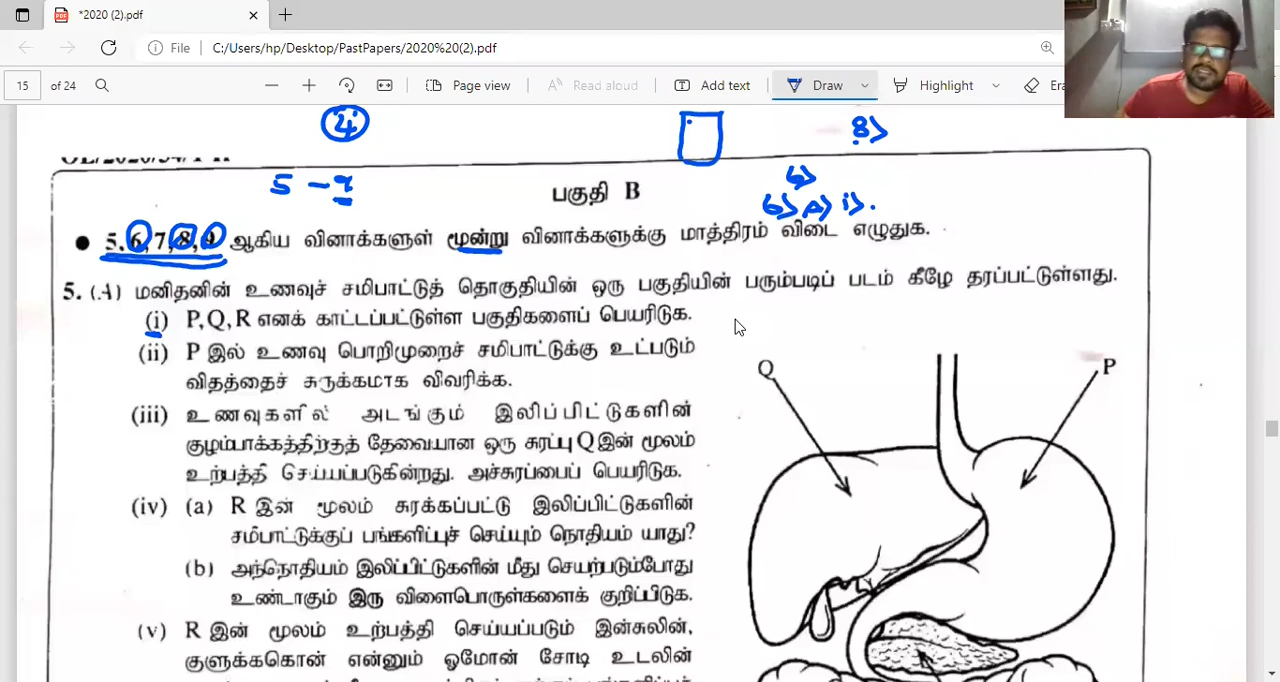 *2020 (2).pdf
File C:/Users/hp/Desktop/PastPapers/2020%20(2).pdf
15 of 24 Page view Read aloud Add text Draw Highlight
4 8)
5 – 9
பகுதி B
6) A) i).
5, 6, 7, 8, 9 ஆகிய வினாக்களுள் மூன்று வினாக்களுக்கு மாத்திரம் விடை எழுதுக.
5. (A) மனிதனின் உணவுச் சமிபாட்டுத் தொகுதியின் ஒரு பகுதியின் பரும்படிப் படம் கீழே தரப்பட்டுள்ளது.
(i) P, Q, R எனக் காட்டப்பட்டுள்ள பகுதிகளைப் பெயரிடுக.
(ii) P இல் உணவு பொறிமுறைச் சமிபாட்டுக்கு உட்படும்
விதத்தைச் சுருக்கமாக விவரிக்க.
Q P
(iii) உணவுகளில் அடங்கும் இலிப்பிட்டுகளின்
குழம்பாக்கத்திற்குத் தேவையான ஒரு சுரப்பு Q இன் மூலம்
உற்பத்தி செய்யப்படுகின்றது. அச்சுரப்பைப் பெயரிடுக.
(iv) (a) R இன் மூலம் சுரக்கப்பட்டு இலிப்பிட்டுகளின்
சமிபாட்டுக்குப் பங்களிப்புச் செய்யும் நொதியம் யாது?
(b) அந்நொதியம் இலிப்பிட்டுகளின் மீது செயற்படும்போது
உண்டாகும் இரு விளைபொருள்களைக் குறிப்பிடுக.
(v) R இன் மூலம் உற்பத்தி செய்யப்படும் இன்சுலின்,
குளுக்ககொன் என்னும் ஓமோன் சோடி உடலின்